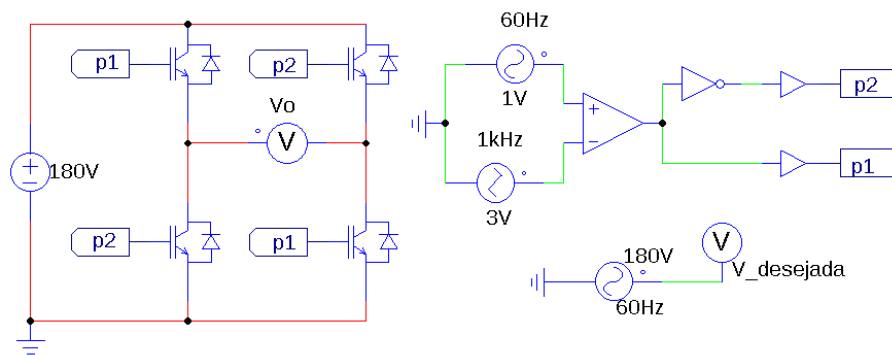 60Hz
p1
p2
1V
p2
Vo
V
1kHz
180V
3V
p1
p2
p1
180V
V
V_desejada
60Hz